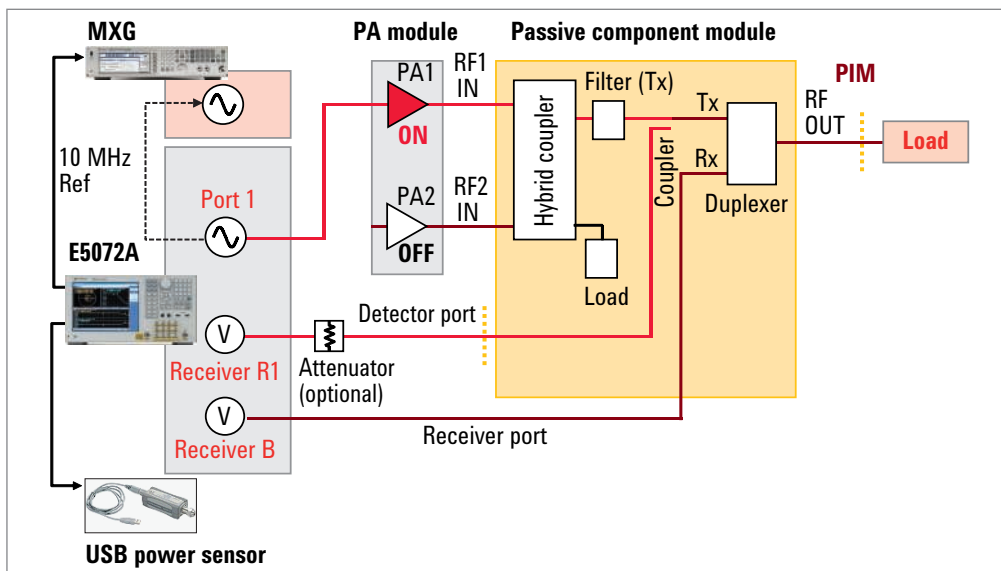 MXG
PA module
Passive component module
PA1
RF1
IN
ON
Filter (Tx)
Tx
PIM
RF
OUT
Load
10 MHz
Ref
Port 1
Hybrid coupler
Coupler
Rx
Duplexer
PA2
RF2
IN
OFF
E5072A
Load
Detector port
V
Receiver R1
Attenuator
(optional)
V
Receiver B
Receiver port
USB power sensor